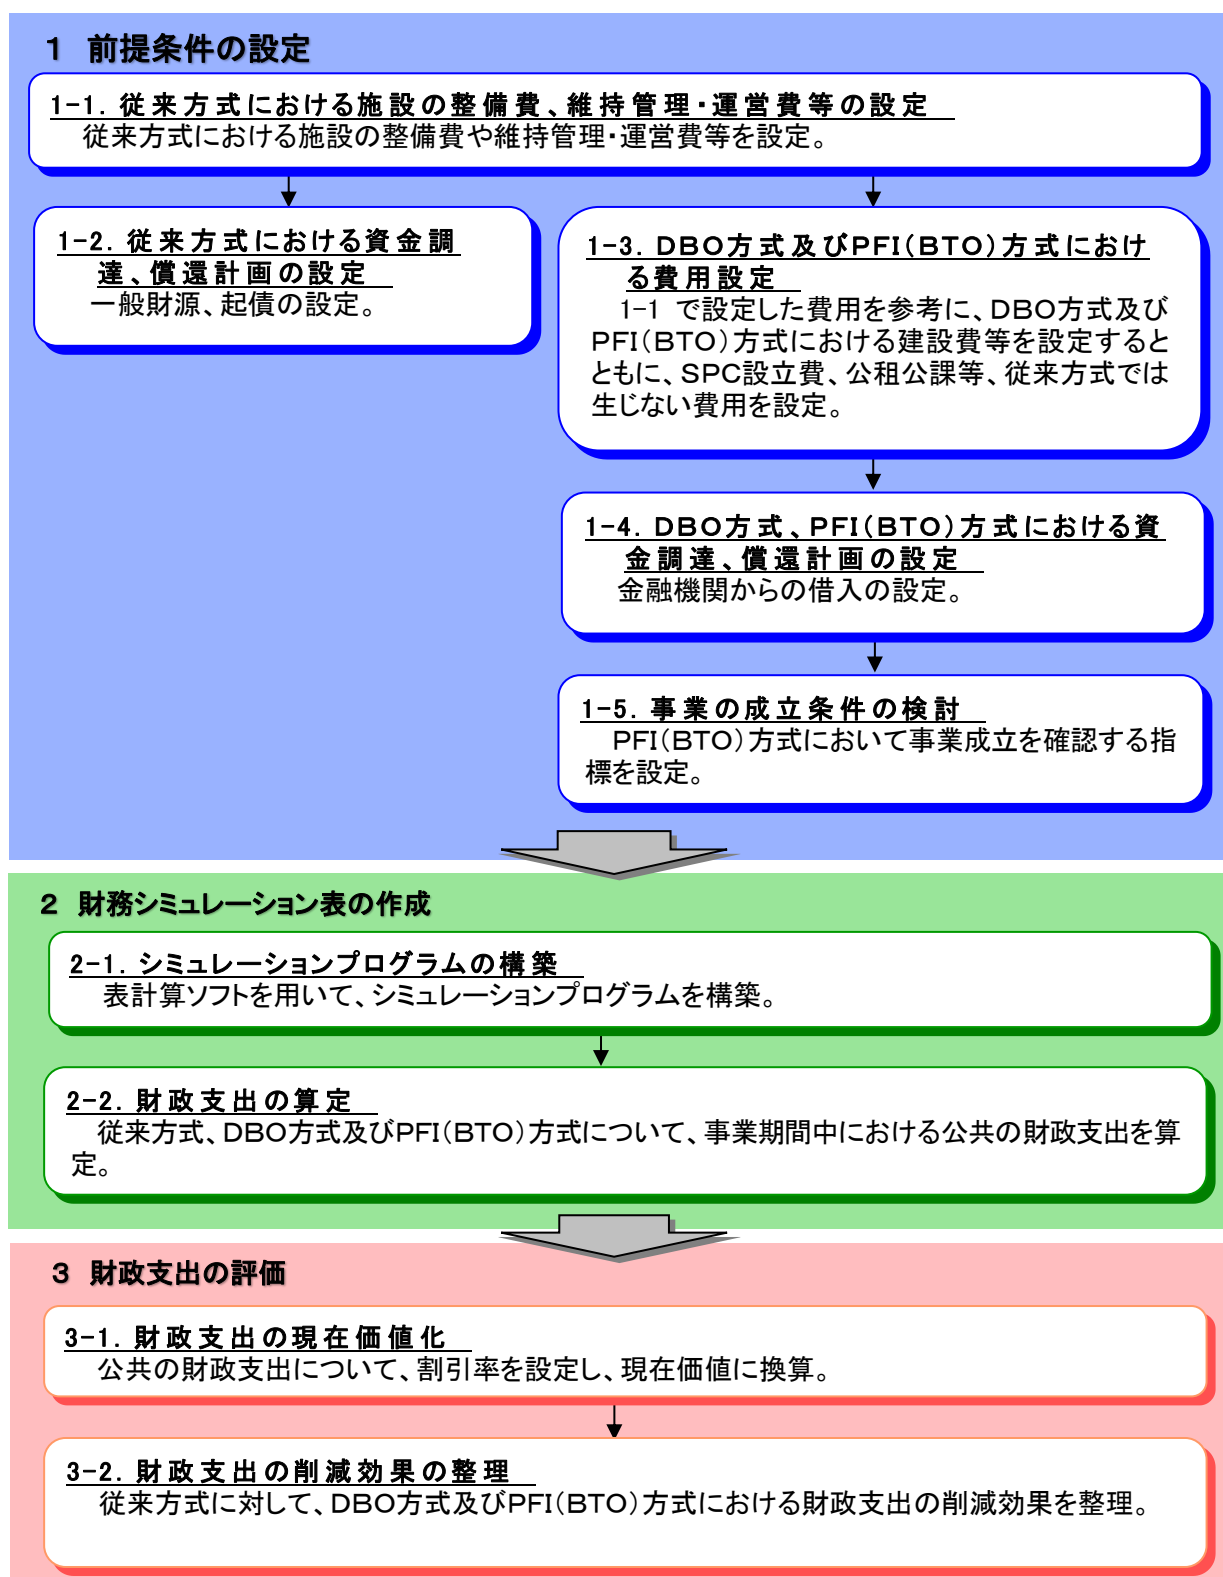 １ 前提条件の設定
1-1．従来方式における施設の整備費、維持管理・運営費等の設定
従来方式における施設の整備費や維持管理・運営費等を設定。
1-2．従来方式における資金調
達、償還計画の設定
一般財源、起債の設定。
1-3．ＤＢＯ方式及びＰＦＩ（ＢＴＯ）方式におけ
る費用設定
1-1 で設定した費用を参考に、ＤＢＯ方式及び
ＰＦＩ（ＢＴＯ）方式における建設費等を設定すると
ともに、ＳＰＣ設立費、公租公課等、従来方式では
生じない費用を設定。
1-4．ＤＢＯ方式、ＰＦＩ（ＢＴＯ）方式における資
金調達、償還計画の設定
金融機関からの借入の設定。
1-5．事業の成立条件の検討
ＰＦＩ（ＢＴＯ）方式において事業成立を確認する指
標を設定。
２ 財務シミュレーション表の作成
2-1．シミュレーションプログラムの構築
表計算ソフトを用いて、シミュレーションプログラムを構築。
2-2．財政支出の算定
従来方式、ＤＢＯ方式及びＰＦＩ（ＢＴＯ）方式について、事業期間中における公共の財政支出を算
定。
３ 財政支出の評価
3-1．財政支出の現在価値化
公共の財政支出について、割引率を設定し、現在価値に換算。
3-2．財政支出の削減効果の整理
従来方式に対して、ＤＢＯ方式及びＰＦＩ（ＢＴＯ）方式における財政支出の削減効果を整理。